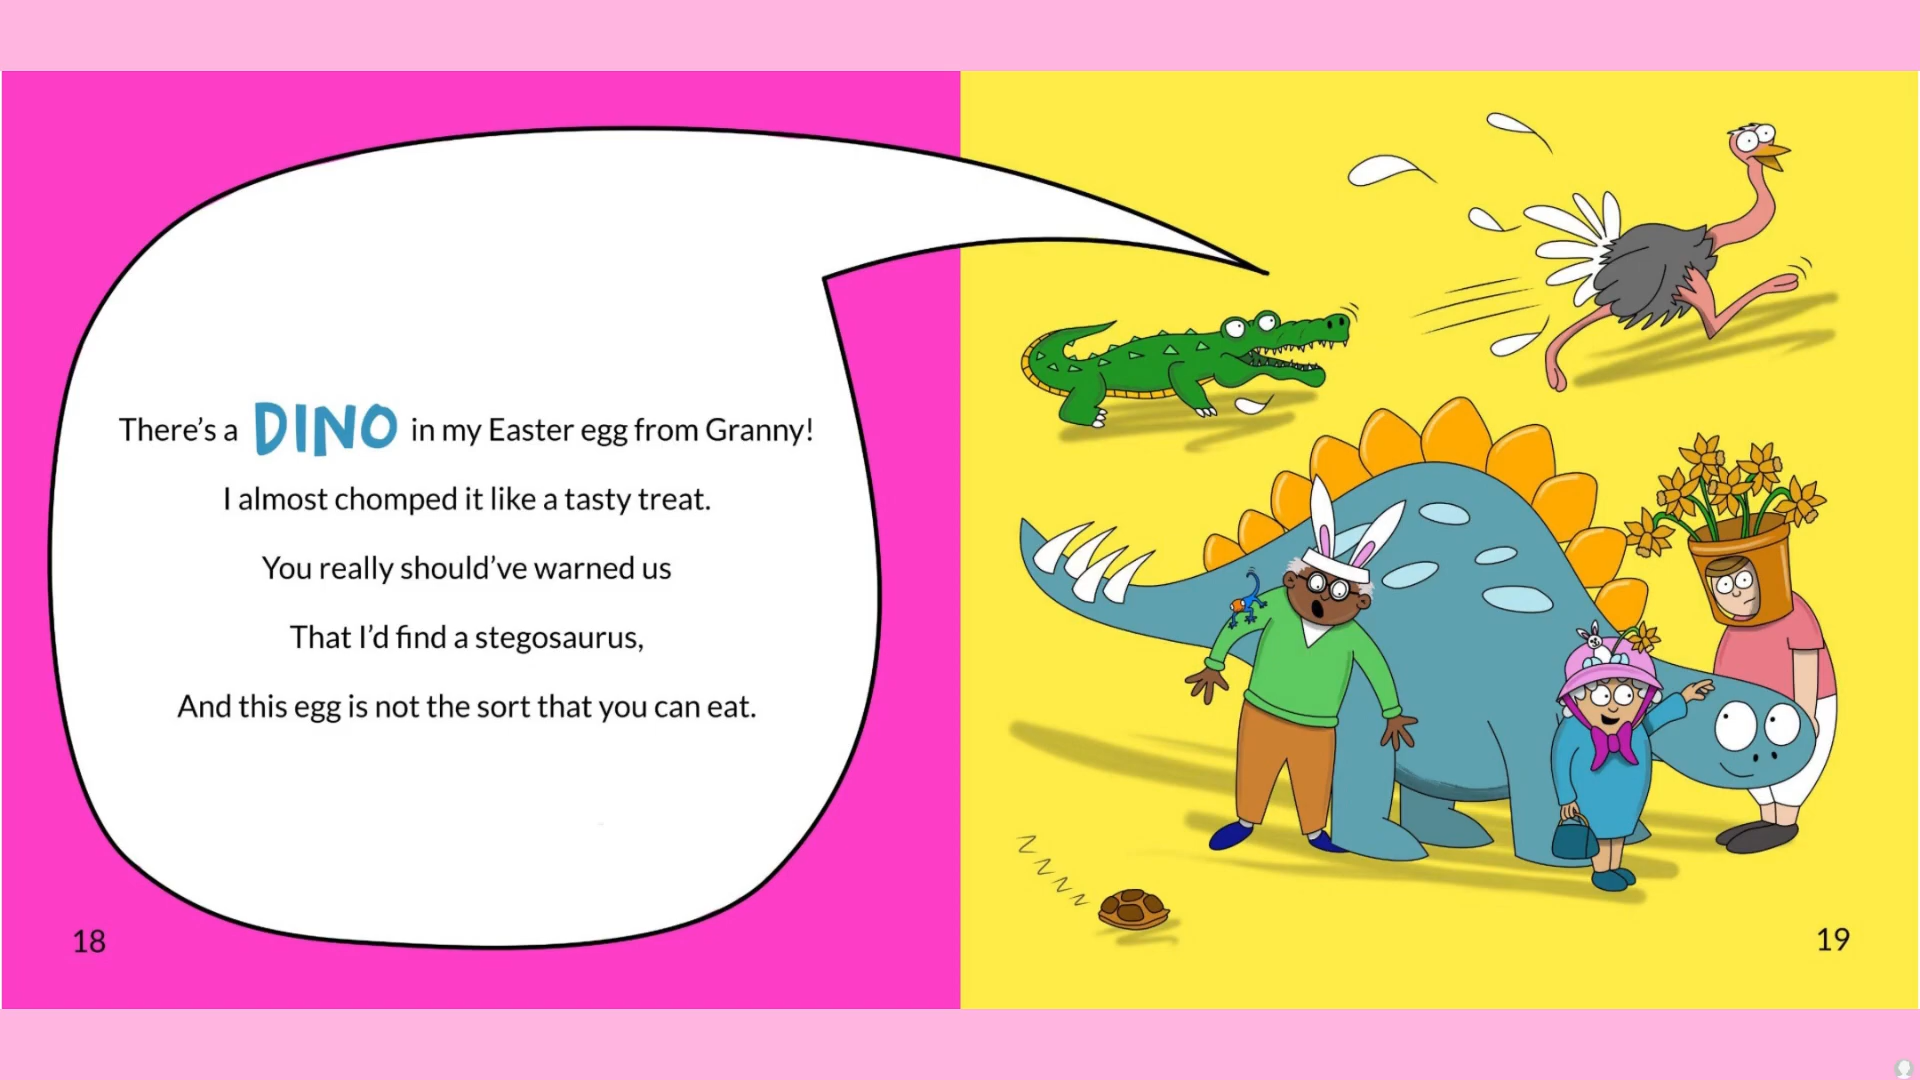 There's a DINO in my Easter egg from Granny!
I almost chomped it like a tasty treat.
You really should've warned us
That I'd find a stegosaurus,
And this egg is not the sort that you can eat.
18
19